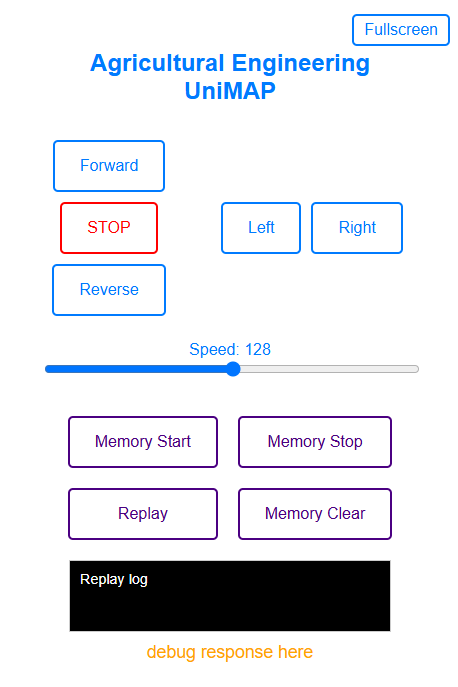 Fullscreen
Agricultural Engineering
UniMAP
Forward
STOP
Left
Right
Reverse
Speed: 128
Memory Start
Memory Stop
Replay
Memory Clear
Replay log
debug response here